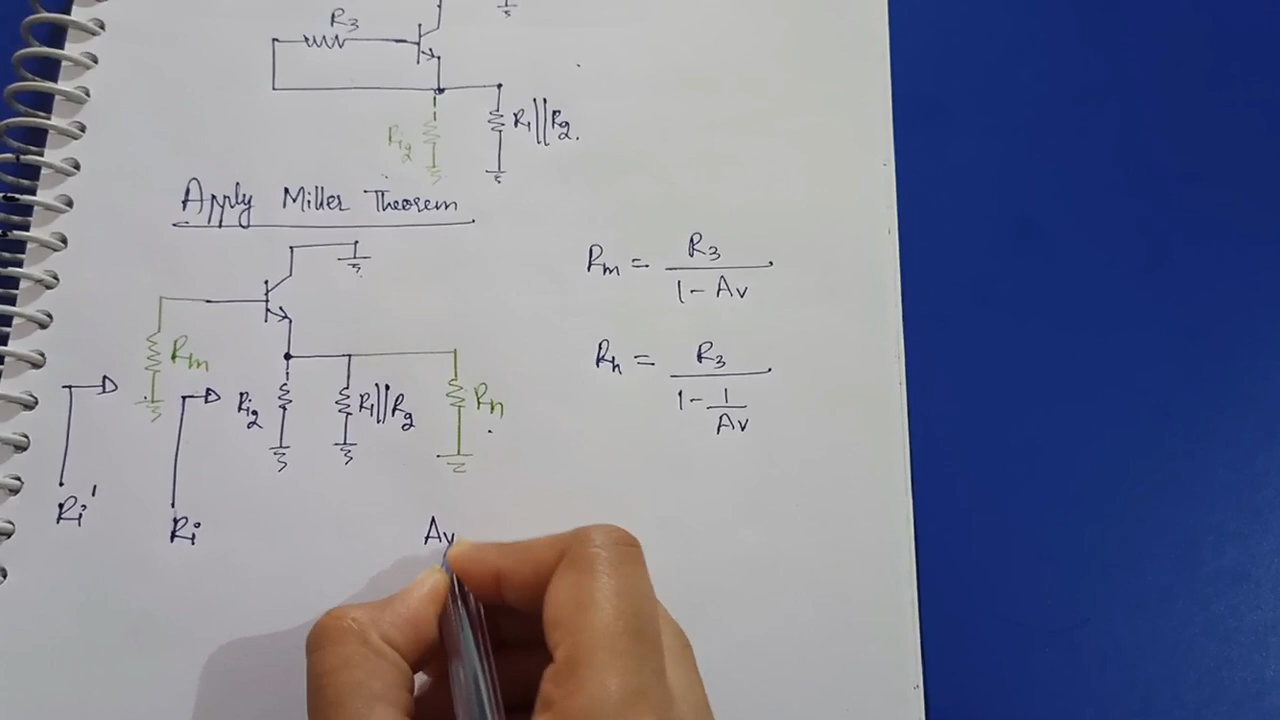 R3
Ri2
R1||R2.
Apply Miller Theorem
Rm = R3 / 1 - Av
Rm
Rn = R3 / 1 - 1/Av
Ri2
R1||R2
Rn
Ri'
Ri
Av